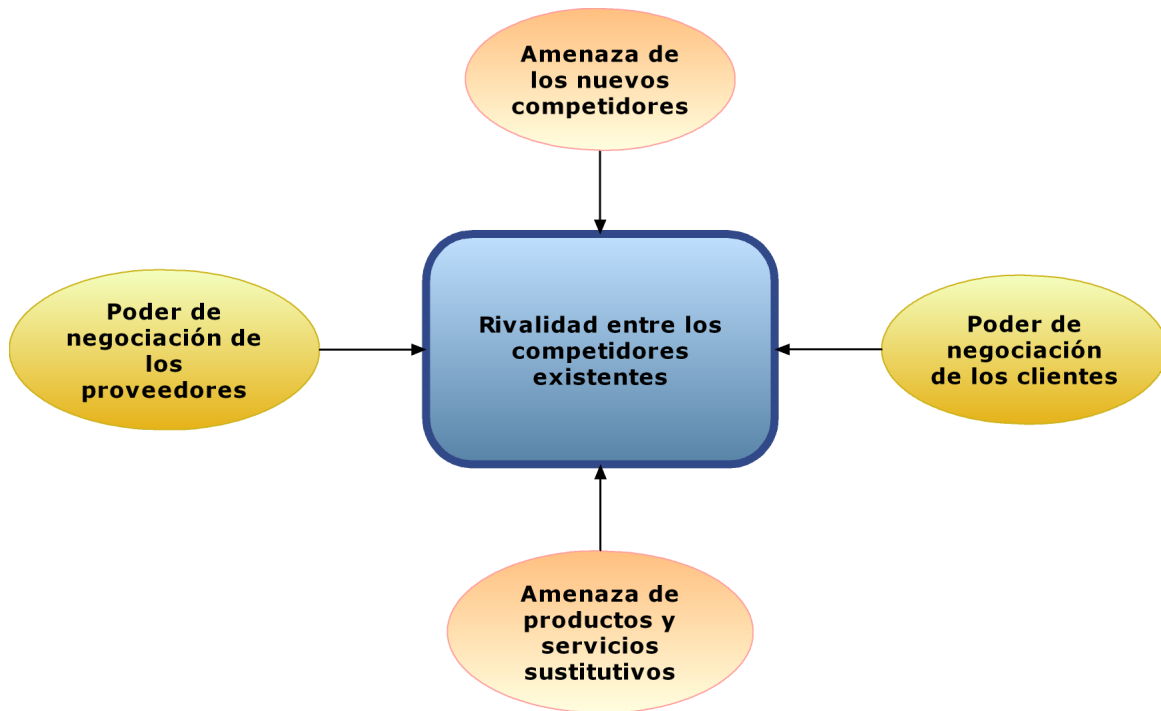 Amenaza de
los nuevos
competidores
Poder de
negociación de
los
proveedores
Rivalidad entre los
competidores
existentes
Poder de
negociación
de los clientes
Amenaza de
productos y
servicios
sustitutivos